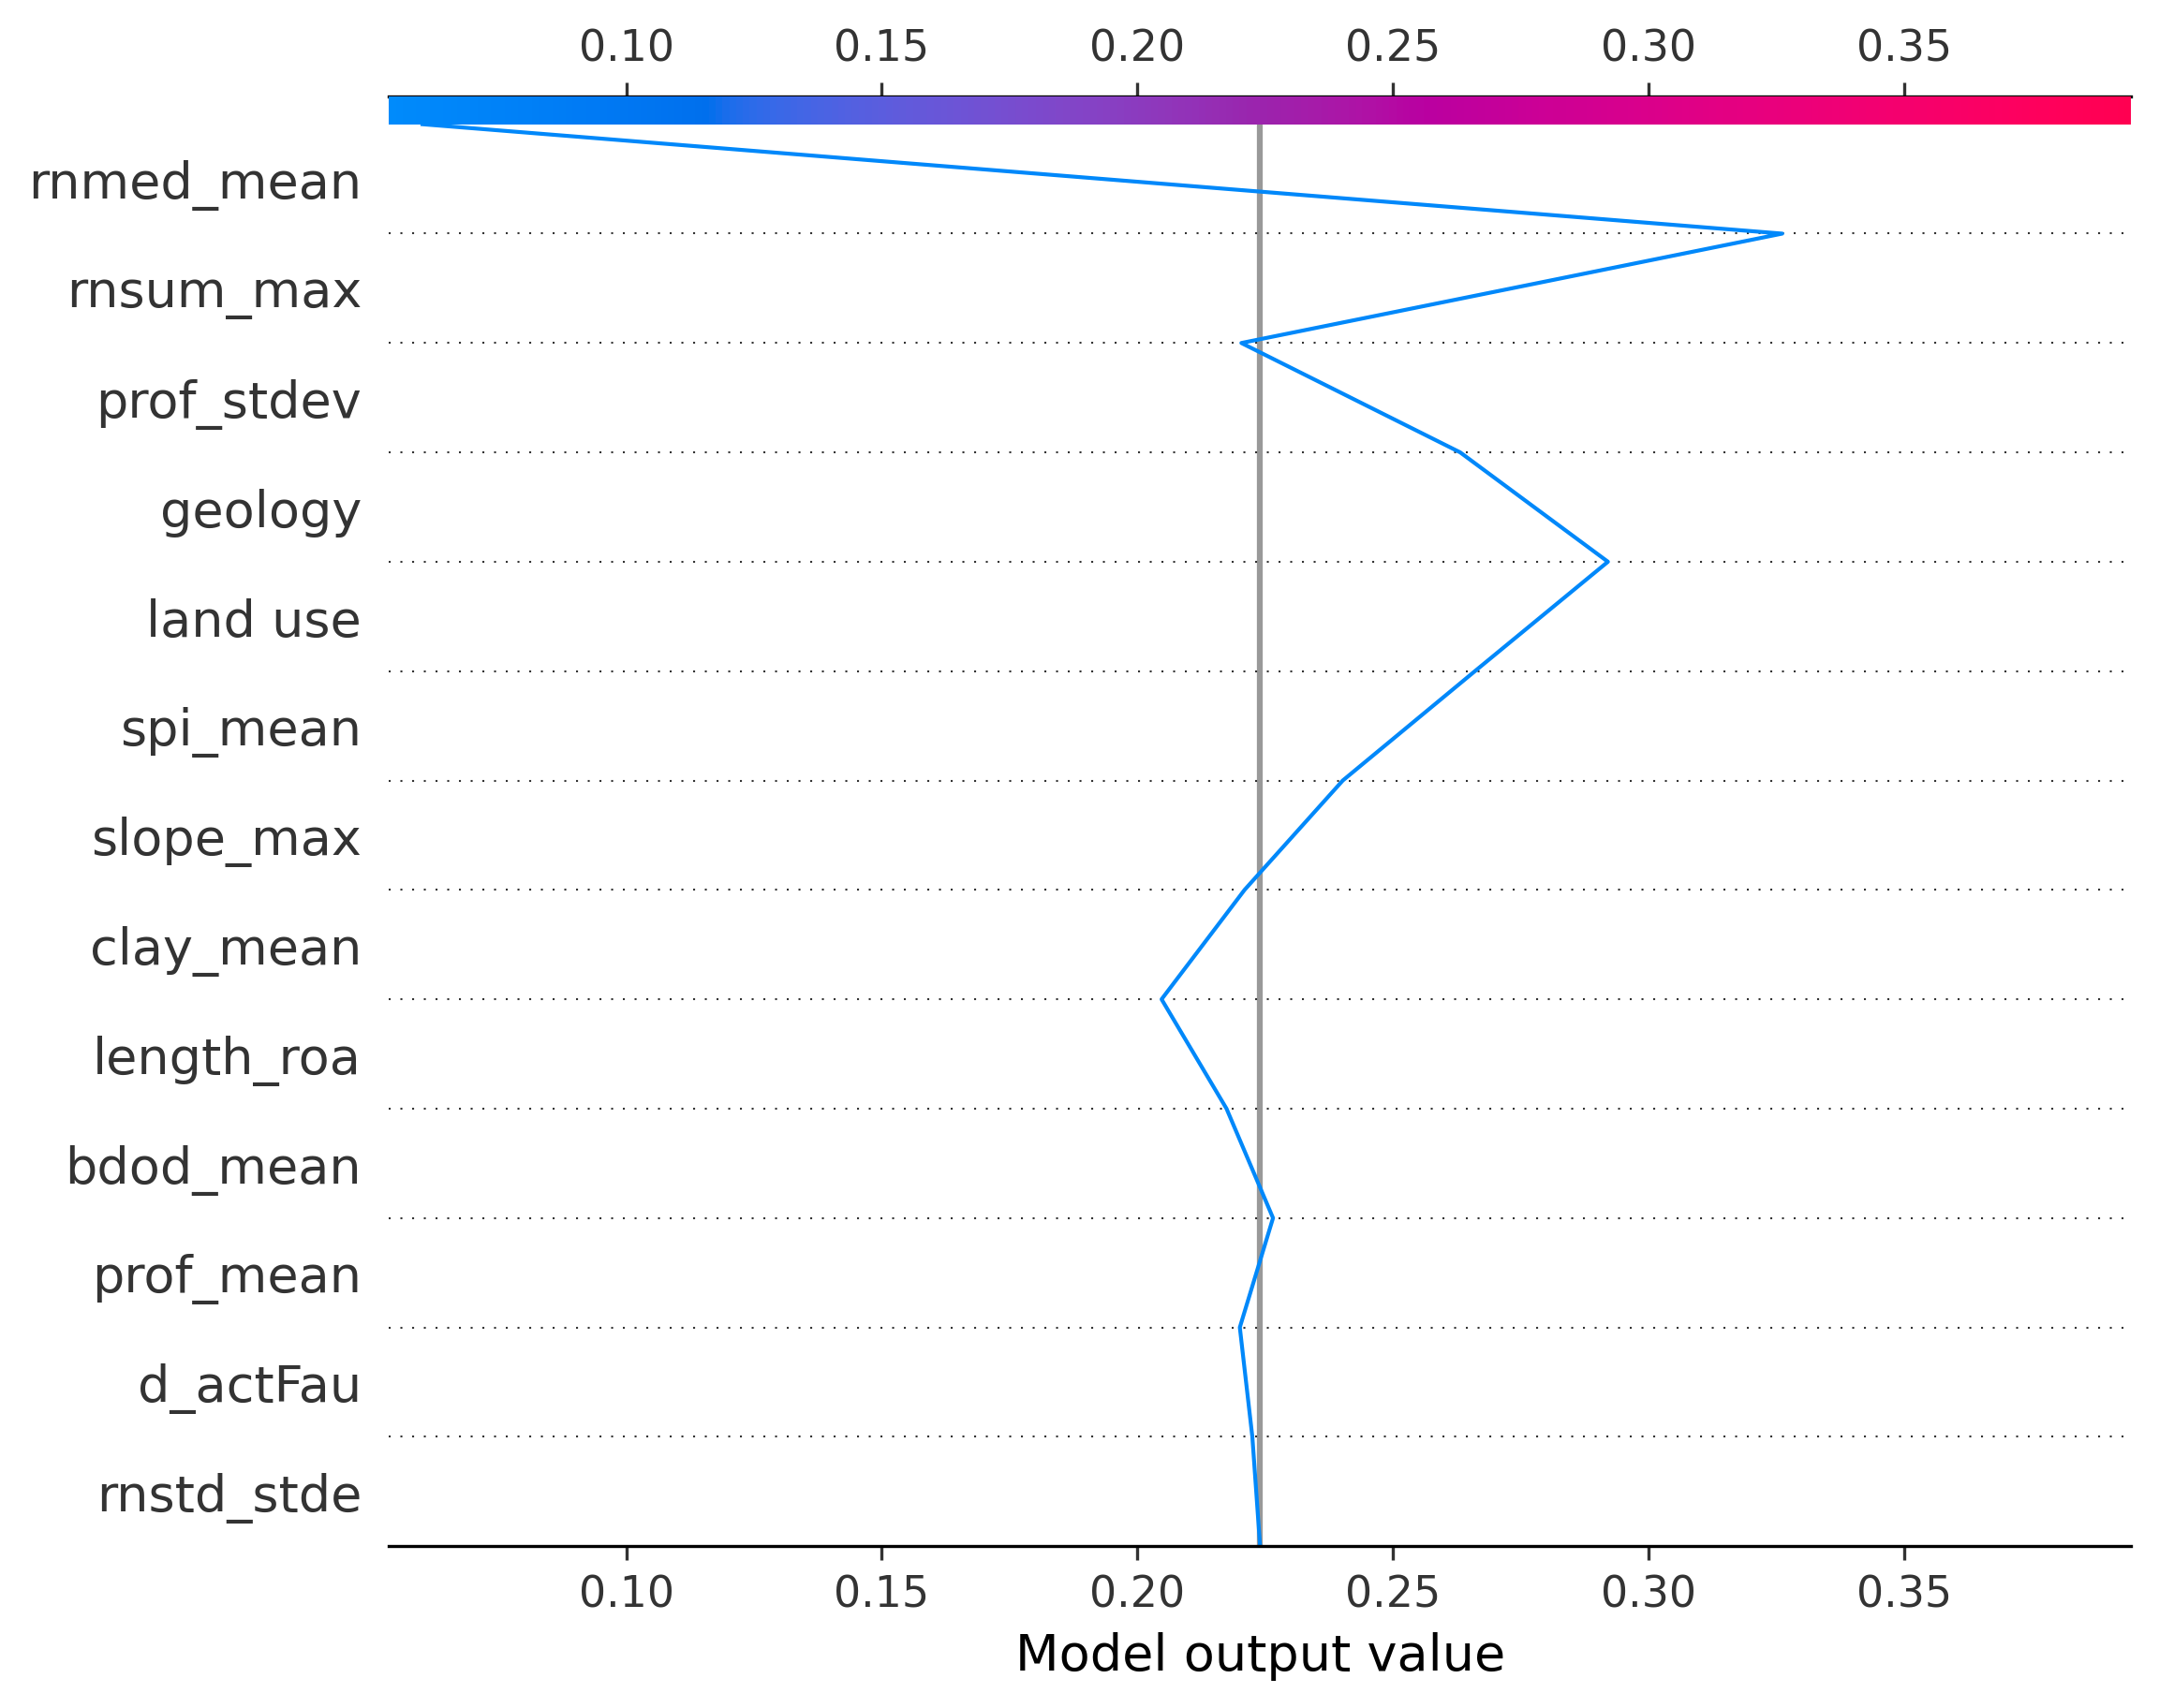 0.10 0.15 0.20 0.25 0.30 0.35
rnmed_mean
rnsum_max
prof_stdev
geology
land use
spi_mean
slope_max
clay_mean
length_roa
bdod_mean
prof_mean
d_actFau
rnstd_stde
0.10 0.15 0.20 0.25 0.30 0.35
Model output value